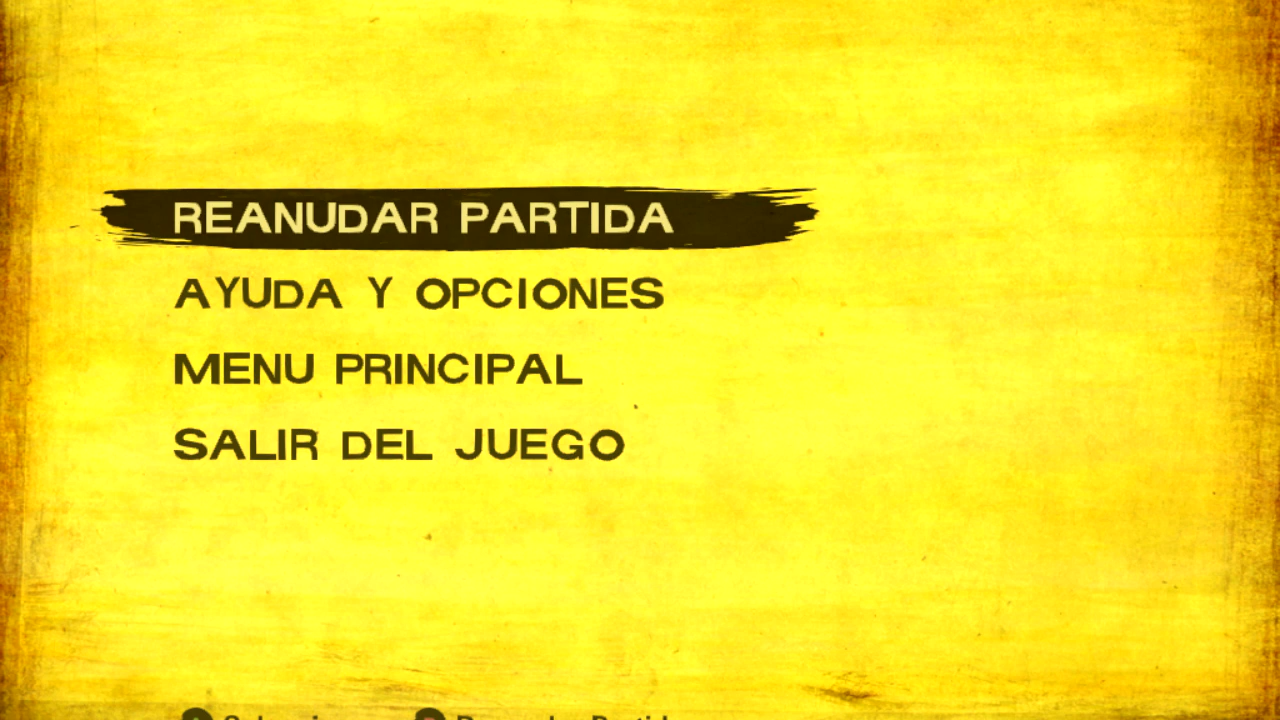 REANUDAR PARTIDA
AYUDA Y OPCIONES
MENU PRINCIPAL
SALIR DEL JUEGO